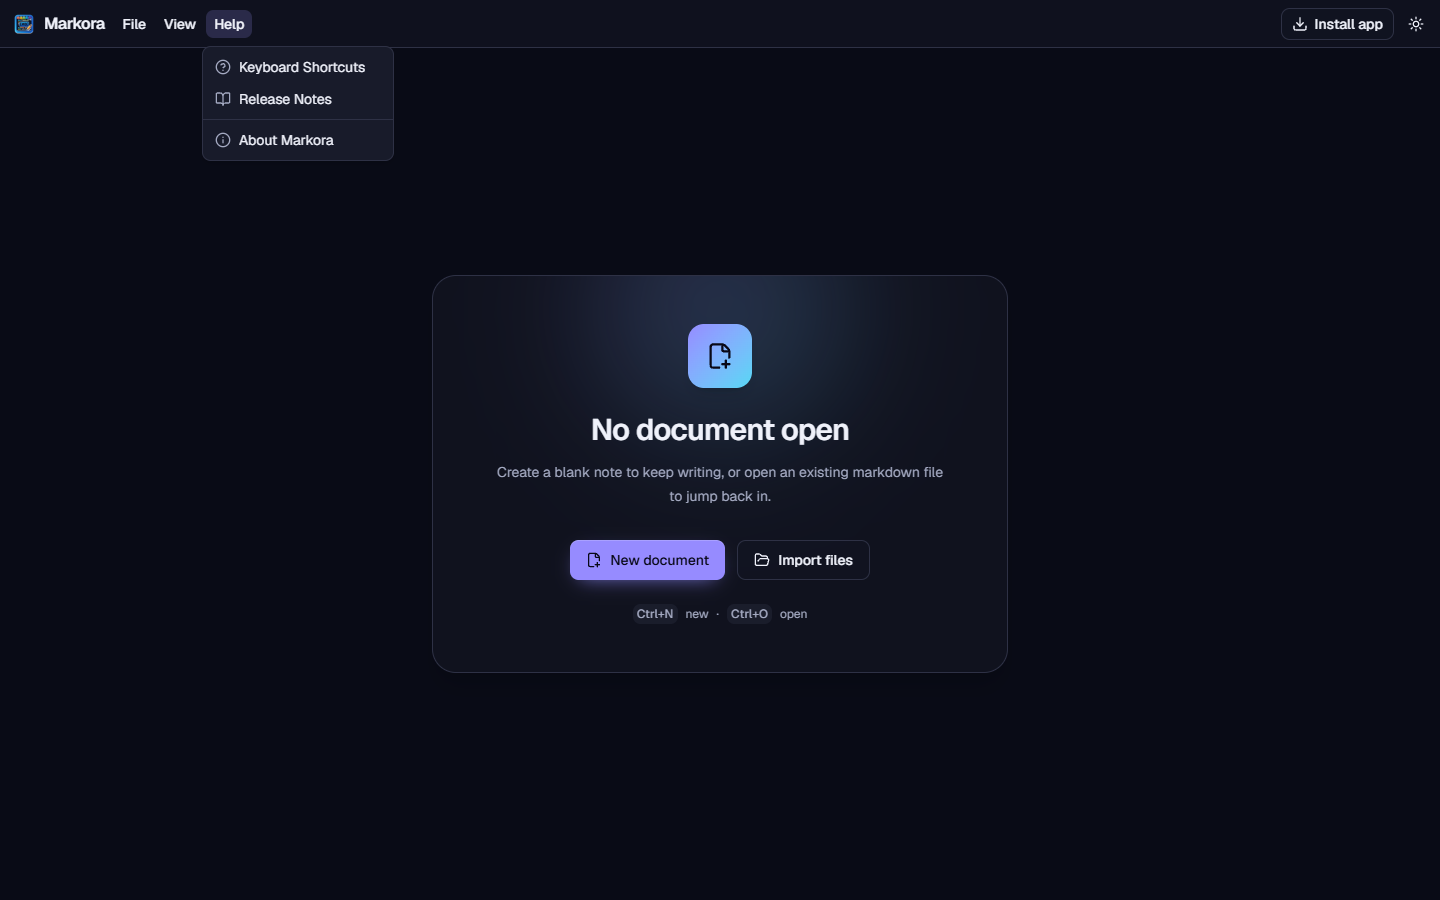 Markora File View Help Install app
Keyboard Shortcuts
Release Notes
About Markora
No document open
Create a blank note to keep writing, or open an existing markdown file
to jump back in.
New document Import files
Ctrl+N new · Ctrl+O open